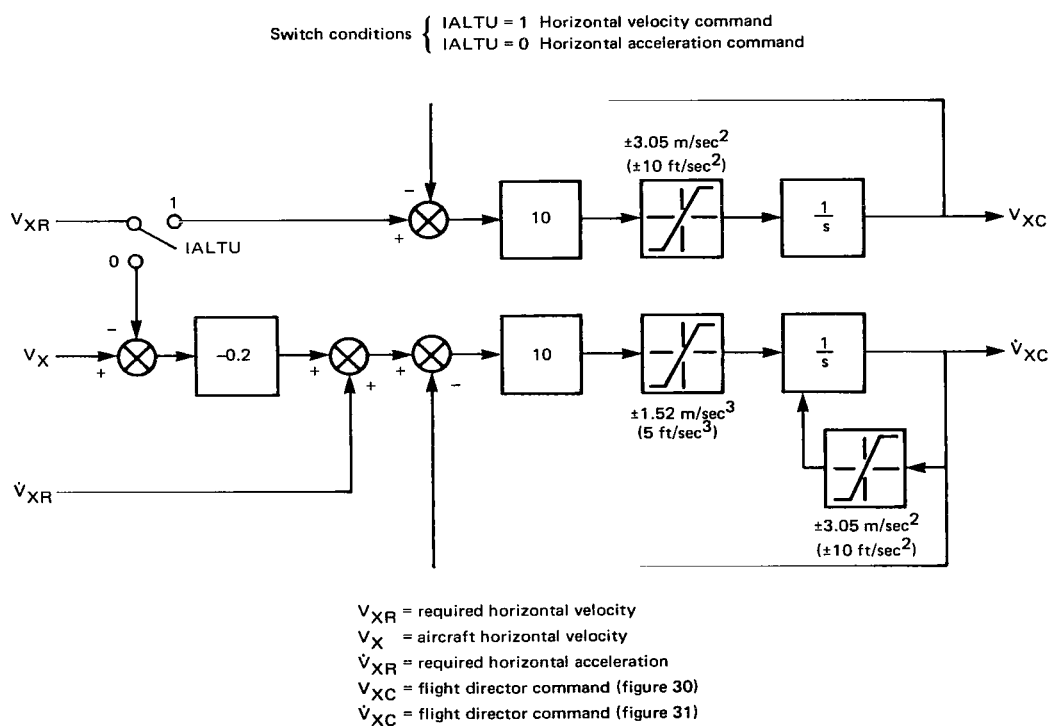 Switch conditions { IALTU = 1 Horizontal velocity command
IALTU = 0 Horizontal acceleration command
±3.05 m/sec²
(±10 ft/sec²)
V_XR
1
IALTU
0
−
+
10
1/s
V_XC
V_X
−
+
−0.2
+
+
+
−
10
±1.52 m/sec³
(5 ft/sec³)
1/s
V̇_XC
V̇_XR
±3.05 m/sec²
(±10 ft/sec²)
V_XR = required horizontal velocity
V_X = aircraft horizontal velocity
V̇_XR = required horizontal acceleration
V_XC = flight director command (figure 30)
V̇_XC = flight director command (figure 31)